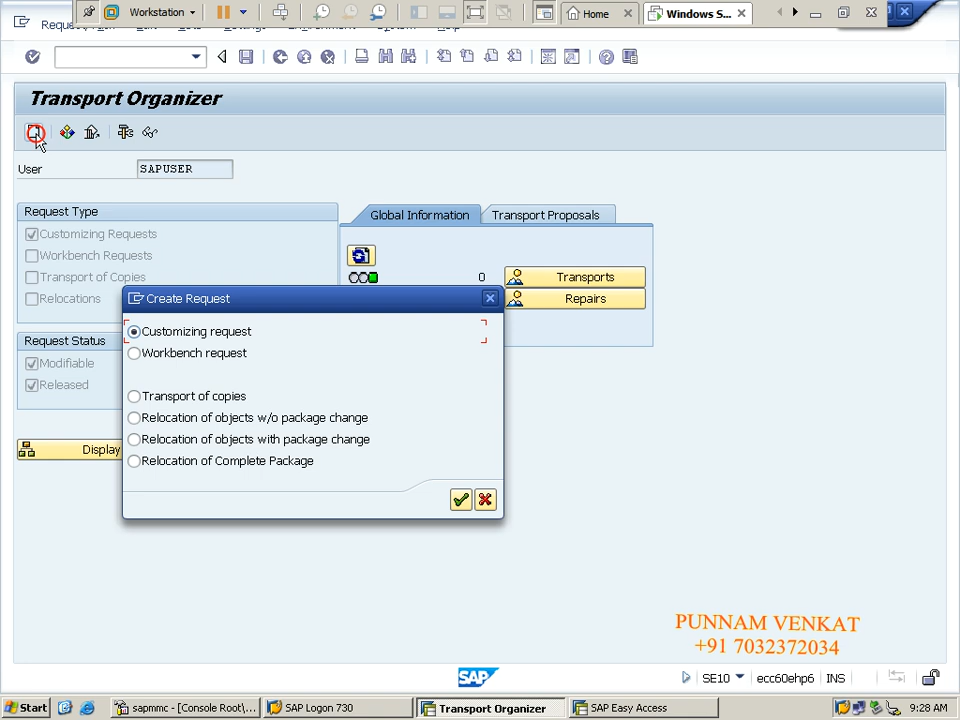 Workstation
Home
Windows S...
Transport Organizer
User
SAPUSER
Request Type
Customizing Requests
Workbench Requests
Transport of Copies
Relocations
Request Status
Modifiable
Released
Display
Global Information
Transport Proposals
0
Transports
Repairs
Create Request
Customizing request
Workbench request
Transport of copies
Relocation of objects w/o package change
Relocation of objects with package change
Relocation of Complete Package
PUNNAM VENKAT
+91 7032372034
SAP
SE10
ecc60ehp6
INS
Start
sapmmc - [Console Root\...
SAP Logon 730
Transport Organizer
SAP Easy Access
9:28 AM